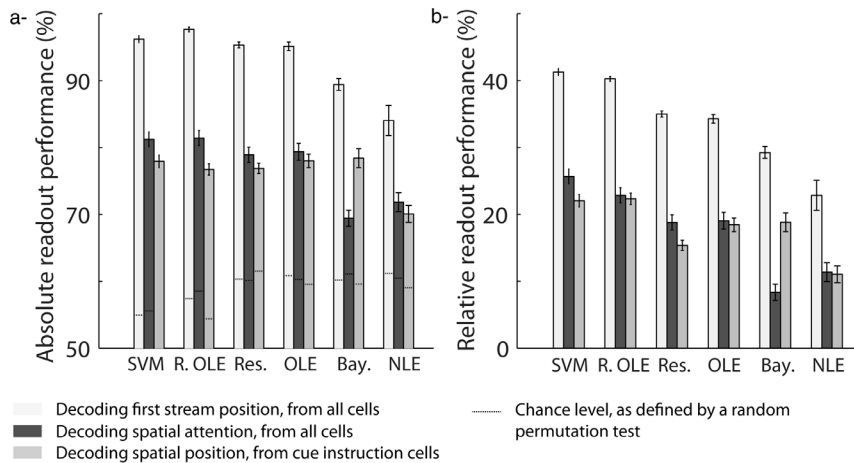 a-
Absolute readout performance (%)
90
70
50
SVM R. OLE Res. OLE Bay. NLE
b-
Relative readout performance (%)
40
20
0
SVM R. OLE Res. OLE Bay. NLE
Decoding first stream position, from all cells
Decoding spatial attention, from all cells
Decoding spatial position, from cue instruction cells
Chance level, as defined by a random
permutation test